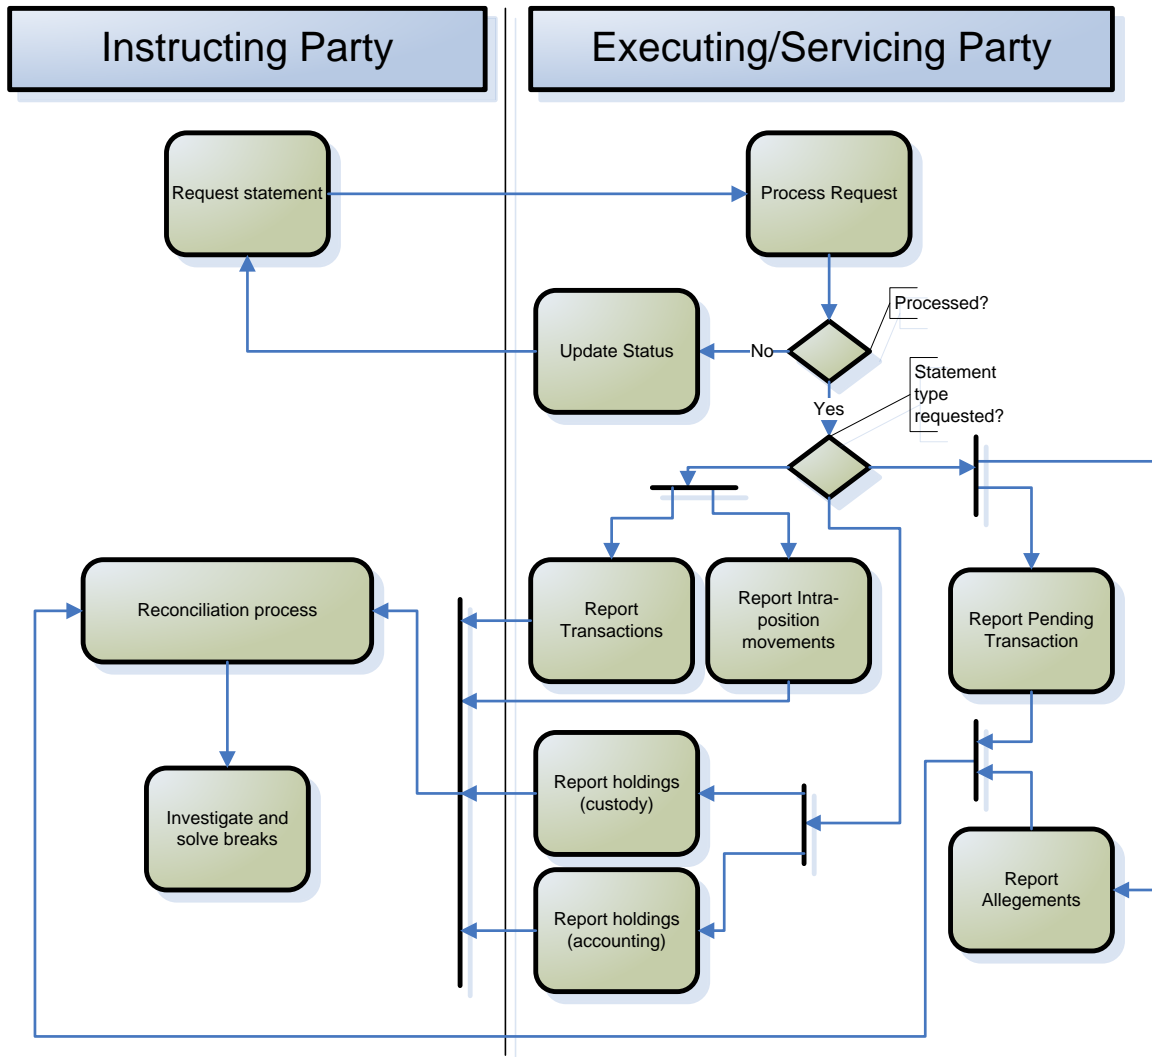 Instructing Party
Executing/Servicing Party
Request statement
Process Request
Processed?
Update Status
No
Statement
type
requested?
Yes
Reconciliation process
Report
Transactions
Report Intra-
position
movements
Report Pending
Transaction
Investigate and
solve breaks
Report holdings
(custody)
Report
Allegements
Report holdings
(accounting)